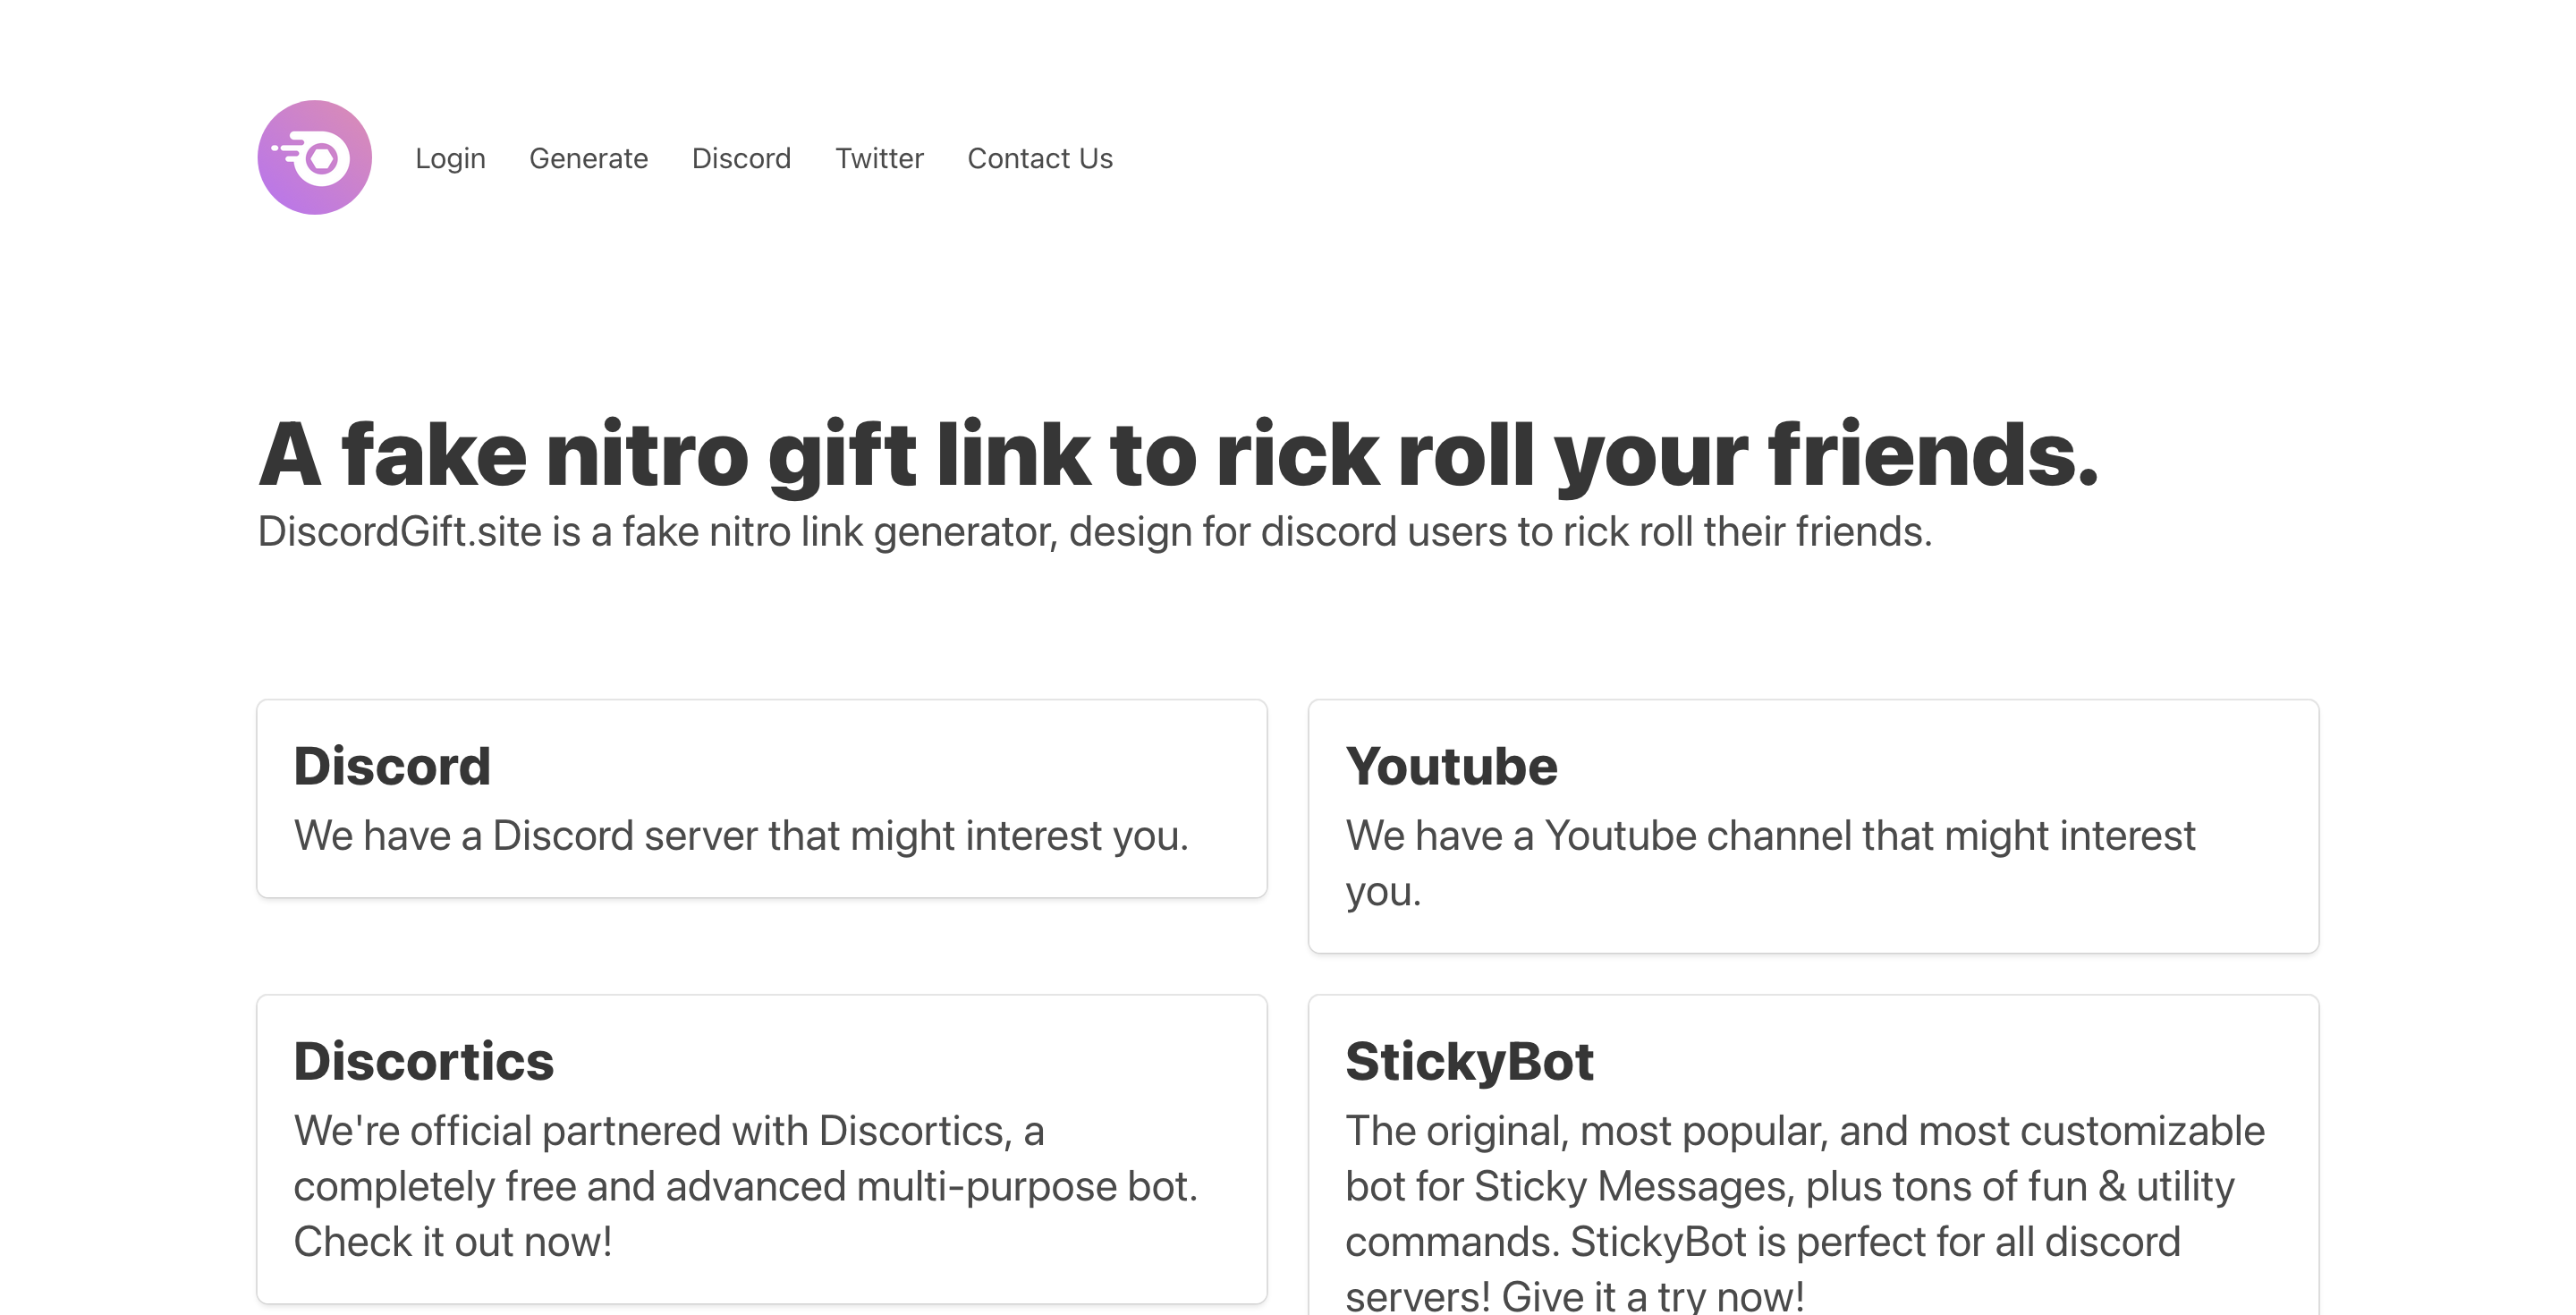 Login Generate Discord Twitter Contact Us
A fake nitro gift link to rick roll your friends.
DiscordGift.site is a fake nitro link generator, design for discord users to rick roll their friends.
Discord
We have a Discord server that might interest you.
Youtube
We have a Youtube channel that might interest
you.
Discortics
We're official partnered with Discortics, a
completely free and advanced multi-purpose bot.
Check it out now!
StickyBot
The original, most popular, and most customizable
bot for Sticky Messages, plus tons of fun & utility
commands. StickyBot is perfect for all discord
servers! Give it a try now!